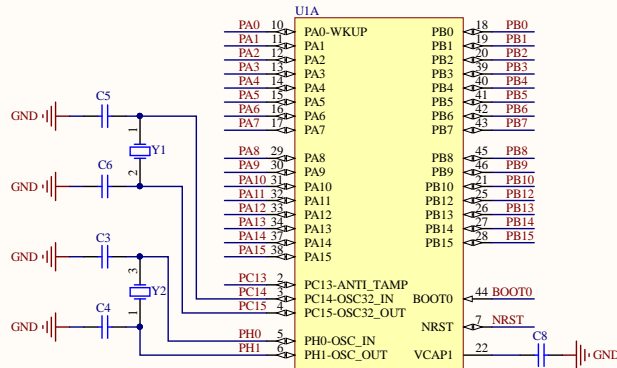 U1A
PA0 10 PA0-WKUP PB0 18 PB0
PA1 11 PA1 PB1 19 PB1
PA2 12 PA2 PB2 20 PB2
PA3 13 PA3 PB3 39 PB3
PA4 14 PA4 PB4 40 PB4
PA5 15 PA5 PB5 41 PB5
PA6 16 PA6 PB6 42 PB6
PA7 17 PA7 PB7 43 PB7
PA8 29 PA8 PB8 45 PB8
PA9 30 PA9 PB9 46 PB9
PA10 31 PA10 PB10 21 PB10
PA11 32 PA11 PB12 25 PB12
PA12 33 PA12 PB13 26 PB13
PA13 34 PA13 PB14 27 PB14
PA14 37 PA14 PB15 28 PB15
PA15 38 PA15
PC13 2 PC13-ANTI_TAMP
PC14 3 PC14-OSC32_IN BOOT0 44 BOOT0
PC15 4 PC15-OSC32_OUT
NRST 7 NRST
PH0 5 PH0-OSC_IN
PH1 6 PH1-OSC_OUT VCAP1 22
C8
GND
C5
GND
1
Y1
2
C6
GND
C3
GND
3
Y2
1
C4
GND